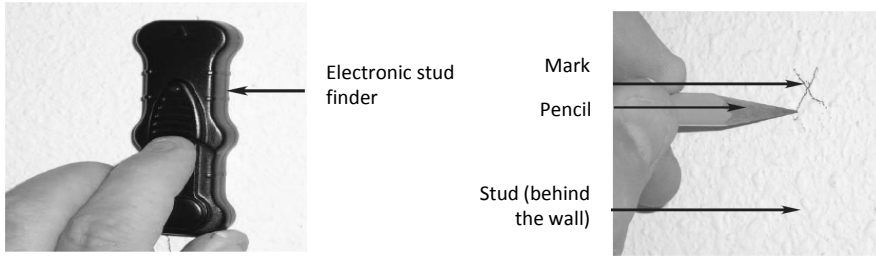 Electronic stud
finder
Mark
Pencil
Stud (behind
the wall)